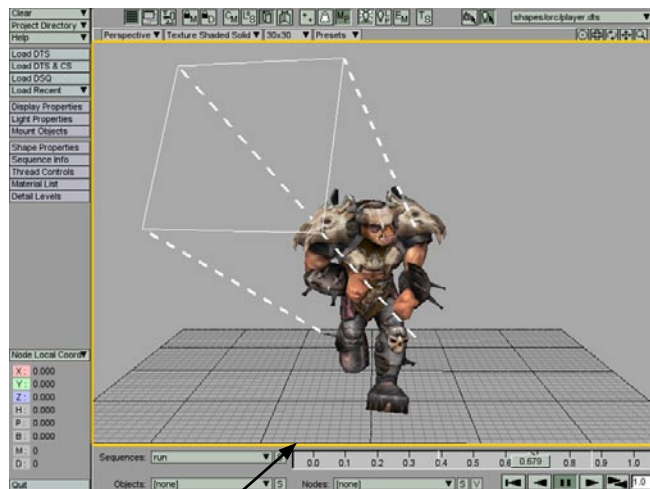 Clear
Project Directory
Help
Load DTS
Load DTS & CS
Load DSQ
Load Recent
Display Properties
Light Properties
Mount Objects
Shape Properties
Sequence Info
Thread Controls
Material List
Detail Levels
Node Local Coord
X: 0.000
Y: 0.000
Z: 0.000
H: 0.000
P: 0.000
B: 0.000
M: 0
D: 0
Quit
shapes/orc/player.dts
Perspective Texture Shaded Solid 30x30 Presets
Sequences: run S 0.0 0.1 0.2 0.3 0.4 0.5 0.679 0.8 0.9 1.0
Objects: [none] S Nodes: [none] S V 1.0